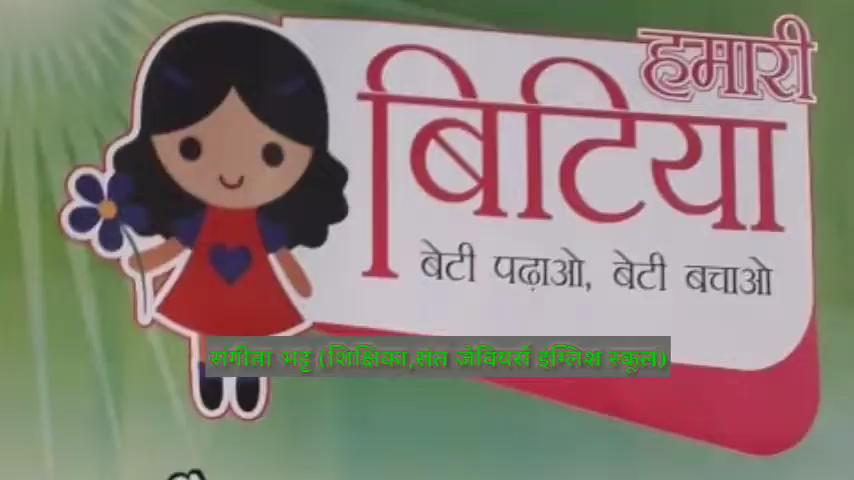 हमारी
बिटिया
बेटी पढ़ाओ, बेटी बचाओ
संगीता भट्ट (शिक्षिका,संत जेवियर्स इंग्लिश स्कूल)